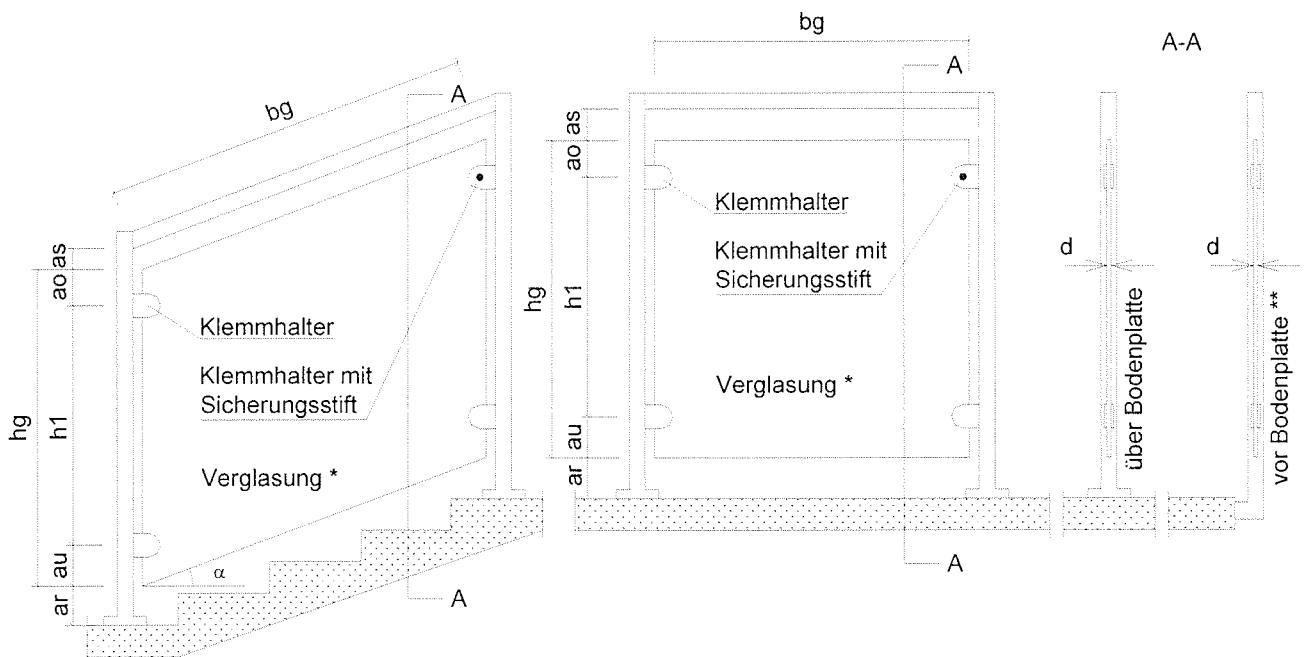 bg
A
as
ao
hg
h1
au
ar
Klemmhalter
Klemmhalter mit
Sicherungsstift
Verglasung *
α
A
bg
A
as
ao
hg
h1
au
ar
Klemmhalter
Klemmhalter mit
Sicherungsstift
Verglasung *
A
A-A
d
über Bodenplatte
d
vor Bodenplatte **